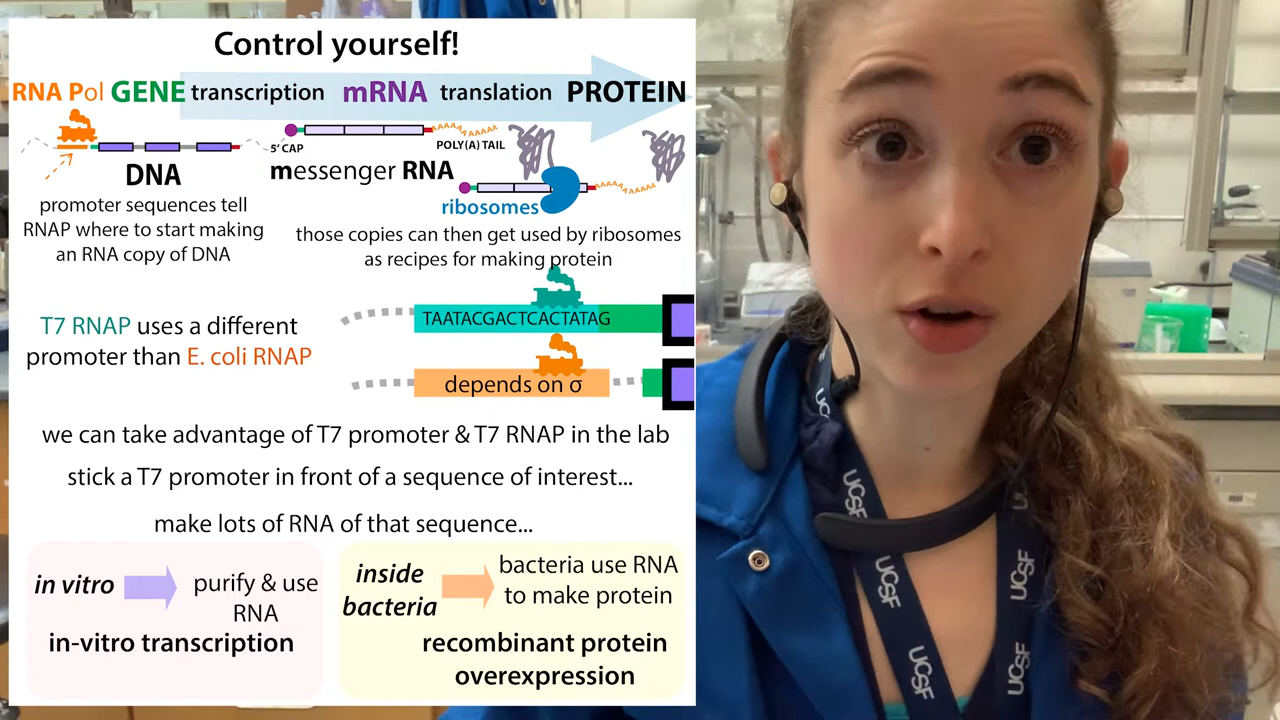 Control yourself!
RNA Pol GENE transcription mRNA translation PROTEIN
5' CAP
POLY(A) TAIL
DNA
messenger RNA
ribosomes
promoter sequences tell
RNAP where to start making
an RNA copy of DNA
those copies can then get used by ribosomes
as recipes for making protein
T7 RNAP uses a different
promoter than E. coli RNAP
TAATACGACTCACTATAG
depends on σ
we can take advantage of T7 promoter & T7 RNAP in the lab
stick a T7 promoter in front of a sequence of interest...
make lots of RNA of that sequence...
in vitro
purify & use
RNA
in-vitro transcription
inside
bacteria
bacteria use RNA
to make protein
recombinant protein
overexpression
UCSF
UCSF
UCSF
UCSF
UCSF